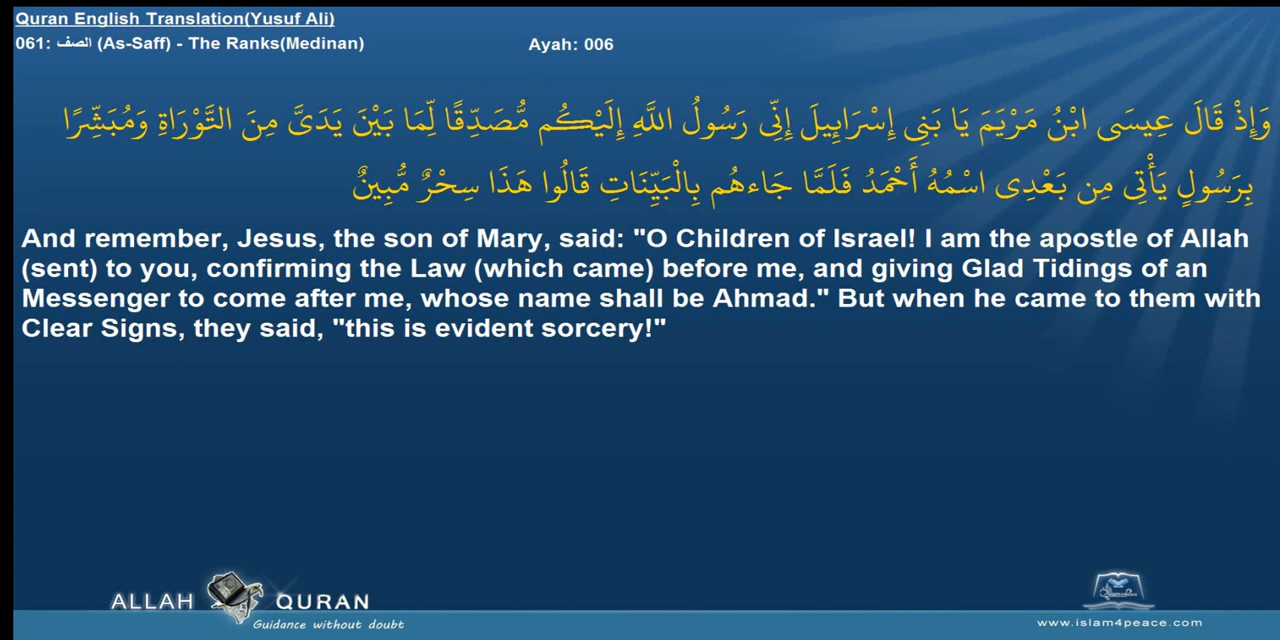 Quran English Translation(Yusuf Ali)
061: الصف (As-Saff) - The Ranks(Medinan) Ayah: 006
وَإِذْ قَالَ عِيسَى ابْنُ مَرْيَمَ يَا بَنِى إِسْرَايِيلَ إِنِّى رَسُولُ اللَّهِ إِلَيْكُم مُّصَدِّقًا لِّمَا بَيْنَ يَدَىَّ مِنَ التَّوْرَاةِ وَمُبَشِّرًا
بِرَسُولٍ يَأْتِى مِن بَعْدِى اسْمُهُ أَحْمَدُ فَلَمَّا جَاءهُم بِالْبَيِّنَاتِ قَالُوا هَذَا سِحْرٌ مُّبِينٌ
And remember, Jesus, the son of Mary, said: "O Children of Israel! I am the apostle of Allah
(sent) to you, confirming the Law (which came) before me, and giving Glad Tidings of an
Messenger to come after me, whose name shall be Ahmad." But when he came to them with
Clear Signs, they said, "this is evident sorcery!"
ALLAH QURAN
Guidance without doubt
www.islam4peace.com